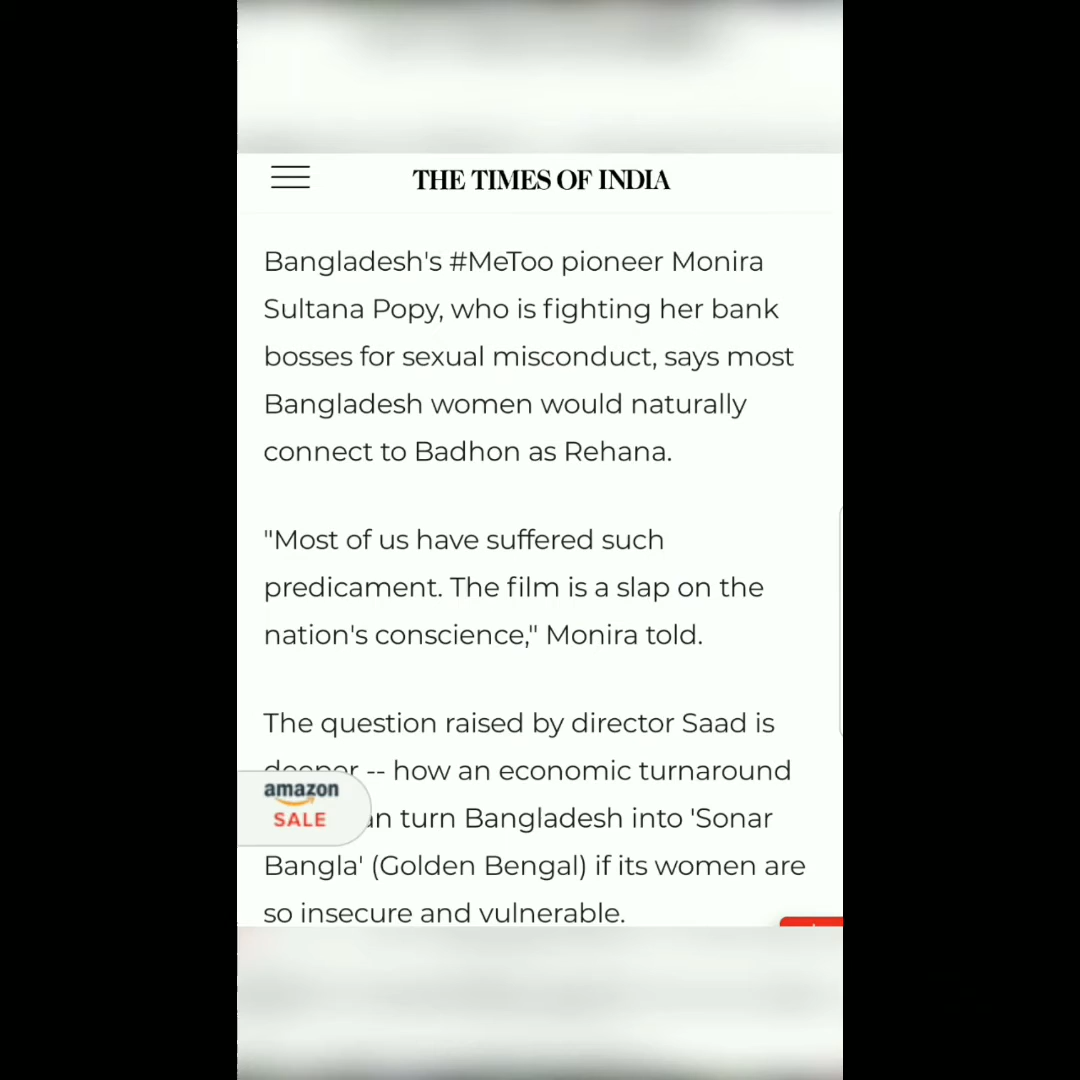 THE TIMES OF INDIA
Bangladesh's #MeToo pioneer Monira
Sultana Popy, who is fighting her bank
bosses for sexual misconduct, says most
Bangladesh women would naturally
connect to Badhon as Rehana.
"Most of us have suffered such
predicament. The film is a slap on the
nation's conscience," Monira told.
The question raised by director Saad is
-- how an economic turnaround
amazon
SALE
turn Bangladesh into 'Sonar
Bangla' (Golden Bengal) if its women are
so insecure and vulnerable.